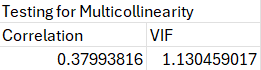 Testing for Multicollinearity
Correlation VIF
0.37993816 1.130459017